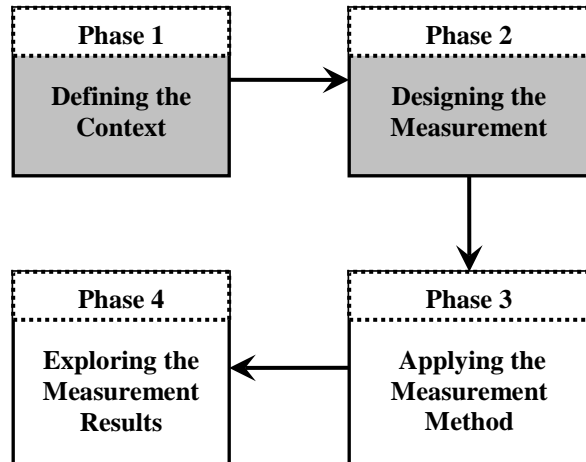 Phase 1
Defining the
Context
Phase 2
Designing the
Measurement
Phase 3
Applying the
Measurement
Method
Phase 4
Exploring the
Measurement
Results